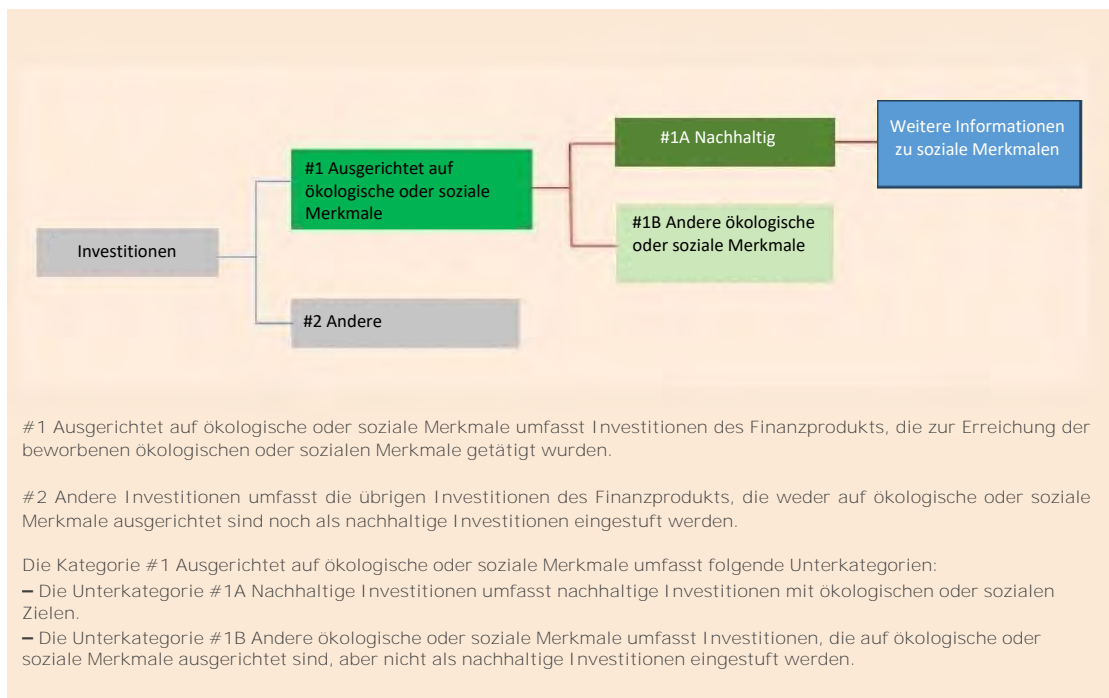 Weitere Informationen
zu soziale Merkmalen
#1A Nachhaltig
#1 Ausgerichtet auf
ökologische oder soziale
Merkmale
#1B Andere ökologische
oder soziale Merkmale
Investitionen
#2 Andere
#1 Ausgerichtet auf ökologische oder soziale Merkmale umfasst Investitionen des Finanzprodukts, die zur Erreichung der
beworbenen ökologischen oder sozialen Merkmale getätigt wurden.
#2 Andere Investitionen umfasst die übrigen Investitionen des Finanzprodukts, die weder auf ökologische oder soziale
Merkmale ausgerichtet sind noch als nachhaltige Investitionen eingestuft werden.
Die Kategorie #1 Ausgerichtet auf ökologische oder soziale Merkmale umfasst folgende Unterkategorien:
– Die Unterkategorie #1A Nachhaltige Investitionen umfasst nachhaltige Investitionen mit ökologischen oder sozialen
Zielen.
– Die Unterkategorie #1B Andere ökologische oder soziale Merkmale umfasst Investitionen, die auf ökologische oder
soziale Merkmale ausgerichtet sind, aber nicht als nachhaltige Investitionen eingestuft werden.